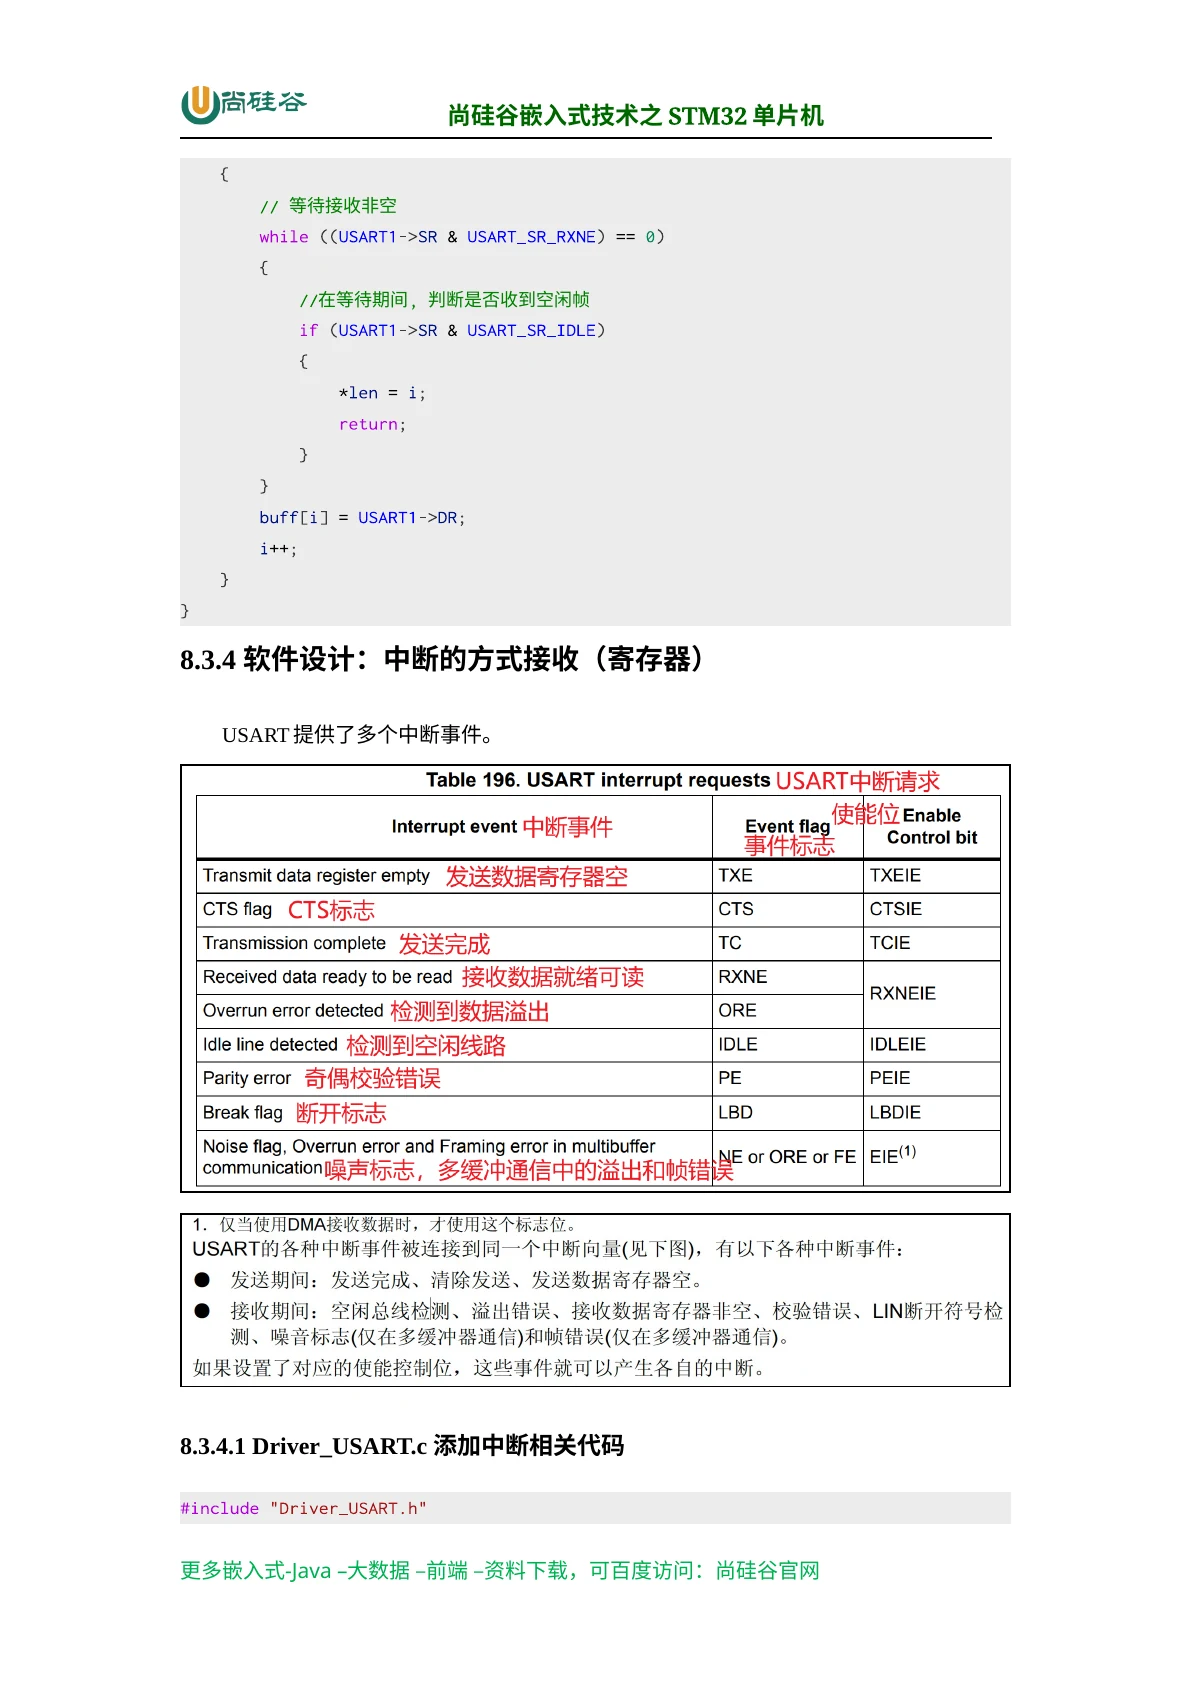 尚硅谷
尚硅谷嵌入式技术之 STM32 单片机
{
// 等待接收非空
while ((USART1->SR & USART_SR_RXNE) == 0)
{
//在等待期间，判断是否收到空闲帧
if (USART1->SR & USART_SR_IDLE)
{
*len = i;
return;
}
}
buff[i] = USART1->DR;
i++;
}
}
8.3.4 软件设计：中断的方式接收（寄存器）
USART 提供了多个中断事件。
Table 196. USART interrupt requests USART中断请求
Interrupt event 中断事件 Event flag 事件标志 使能位 Enable Control bit
Transmit data register empty 发送数据寄存器空 TXE TXEIE
CTS flag CTS标志 CTS CTSIE
Transmission complete 发送完成 TC TCIE
Received data ready to be read 接收数据就绪可读 RXNE RXNEIE
Overrun error detected 检测到数据溢出 ORE
Idle line detected 检测到空闲线路 IDLE IDLEIE
Parity error 奇偶校验错误 PE PEIE
Break flag 断开标志 LBD LBDIE
Noise flag, Overrun error and Framing error in multibuffer
communication 噪声标志，多缓冲通信中的溢出和帧错误 NE or ORE or FE EIE(1)
1. 仅当使用DMA接收数据时，才使用这个标志位。
USART的各种中断事件被连接到同一个中断向量(见下图)，有以下各种中断事件：
● 发送期间：发送完成、清除发送、发送数据寄存器空。
● 接收期间：空闲总线检测、溢出错误、接收数据寄存器非空、校验错误、LIN断开符号检
测、噪音标志(仅在多缓冲器通信)和帧错误(仅在多缓冲器通信)。
如果设置了对应的使能控制位，这些事件就可以产生各自的中断。
8.3.4.1 Driver_USART.c 添加中断相关代码
#include "Driver_USART.h"
更多嵌入式-Java –大数据 –前端 –资料下载，可百度访问：尚硅谷官网